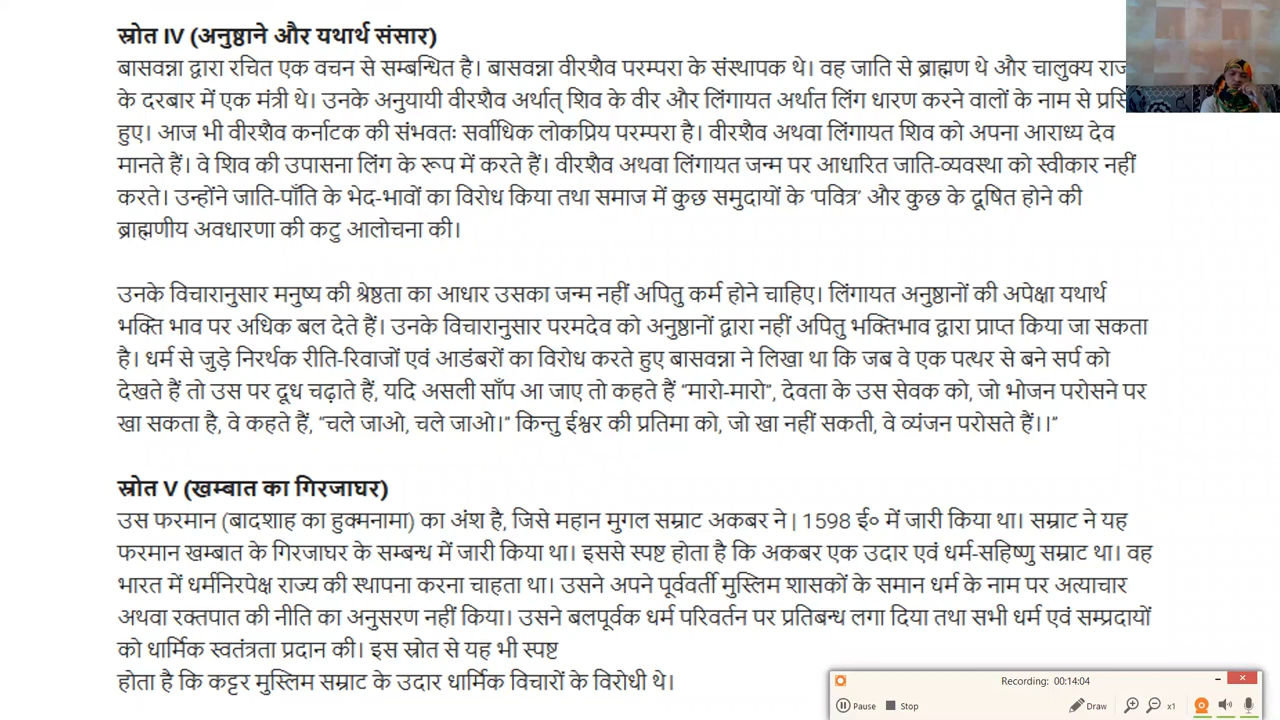 स्रोत IV (अनुष्ठाने और यथार्थ संसार)
बासवन्ना द्वारा रचित एक वचन से सम्बन्धित है। बासवन्ना वीरशैव परम्परा के संस्थापक थे। वह जाति से ब्राह्मण थे और चालुक्य
के दरबार में एक मंत्री थे। उनके अनुयायी वीरशैव अर्थात् शिव के वीर और लिंगायत अर्थात लिंग धारण करने वालों के नाम से
हुए। आज भी वीरशैव कर्नाटक की संभवतः सर्वाधिक लोकप्रिय परम्परा है। वीरशैव अथवा लिंगायत शिव को अपना आराध्य देव
मानते हैं। वे शिव की उपासना लिंग के रूप में करते हैं। वीरशैव अथवा लिंगायत जन्म पर आधारित जाति-व्यवस्था को स्वीकार नहीं
करते। उन्होंने जाति-पाँति के भेद-भावों का विरोध किया तथा समाज में कुछ समुदायों के ‘पवित्र’ और कुछ के दूषित होने की
ब्राह्मणीय अवधारणा की कटु आलोचना की।
उनके विचारानुसार मनुष्य की श्रेष्ठता का आधार उसका जन्म नहीं अपितु कर्म होने चाहिए। लिंगायत अनुष्ठानों की अपेक्षा यथार्थ
भक्ति भाव पर अधिक बल देते हैं। उनके विचारानुसार परमदेव को अनुष्ठानों द्वारा नहीं अपितु भक्तिभाव द्वारा प्राप्त किया जा सकता
है। धर्म से जुड़े निरर्थक रीति-रिवाजों एवं आडंबरों का विरोध करते हुए बासवन्ना ने लिखा था कि जब वे एक पत्थर से बने सर्प को
देखते हैं तो उस पर दूध चढ़ाते हैं, यदि असली साँप आ जाए तो कहते हैं “मारो-मारो”, देवता के उस सेवक को, जो भोजन परोसने पर
खा सकता है, वे कहते हैं, “चले जाओ, चले जाओ।” किन्तु ईश्वर की प्रतिमा को, जो खा नहीं सकती, वे व्यंजन परोसते हैं।।”
स्रोत V (खम्बात का गिरजाघर)
उस फरमान (बादशाह का हुक्मनामा) का अंश है, जिसे महान मुगल सम्राट अकबर ने | 1598 ई० में जारी किया था। सम्राट ने यह
फरमान खम्बात के गिरजाघर के सम्बन्ध में जारी किया था। इससे स्पष्ट होता है कि अकबर एक उदार एवं धर्म-सहिष्णु सम्राट था। वह
भारत में धर्मनिरपेक्ष राज्य की स्थापना करना चाहता था। उसने अपने पूर्ववर्ती मुस्लिम शासकों के समान धर्म के नाम पर अत्याचार
अथवा रक्तपात की नीति का अनुसरण नहीं किया। उसने बलपूर्वक धर्म परिवर्तन पर प्रतिबन्ध लगा दिया तथा सभी धर्म एवं सम्प्रदायों
को धार्मिक स्वतंत्रता प्रदान की। इस स्रोत से यह भी स्पष्ट
होता है कि कट्टर मुस्लिम सम्राट के उदार धार्मिक विचारों के विरोधी थे।
Recording: 00:14:04
Pause Stop Draw x1